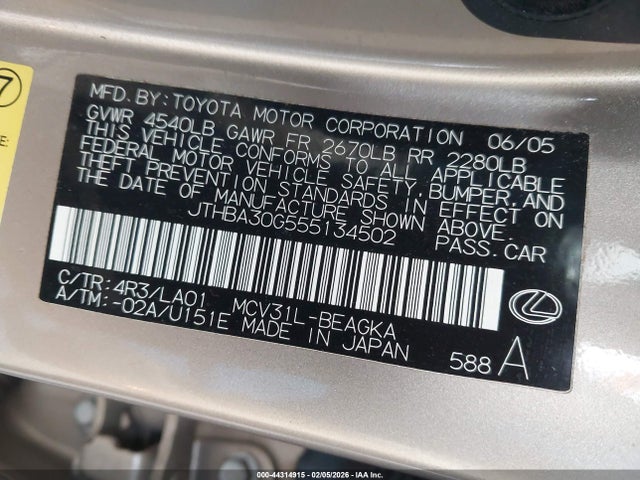 7
E:
MFD. BY: TOYOTA MOTOR CORPORATION 06/05
GVWR 4540LB GAWR FR 2670LB RR 2280LB
THIS VEHICLE CONFORMS TO ALL APPLICABLE
FEDERAL MOTOR VEHICLE SAFETY, BUMPER, AND
THEFT PREVENTION STANDARDS IN EFFECT ON
THE DATE OF MANUFACTURE SHOWN ABOVE.
JTHBA30G555134502 PASS. CAR
C/TR: 4R3/LA01 MCV31L-BEAGKA
A/TM: -02A/U151E MADE IN JAPAN
588 A
000-44314915 - 02/05/2026 - IAA Inc.